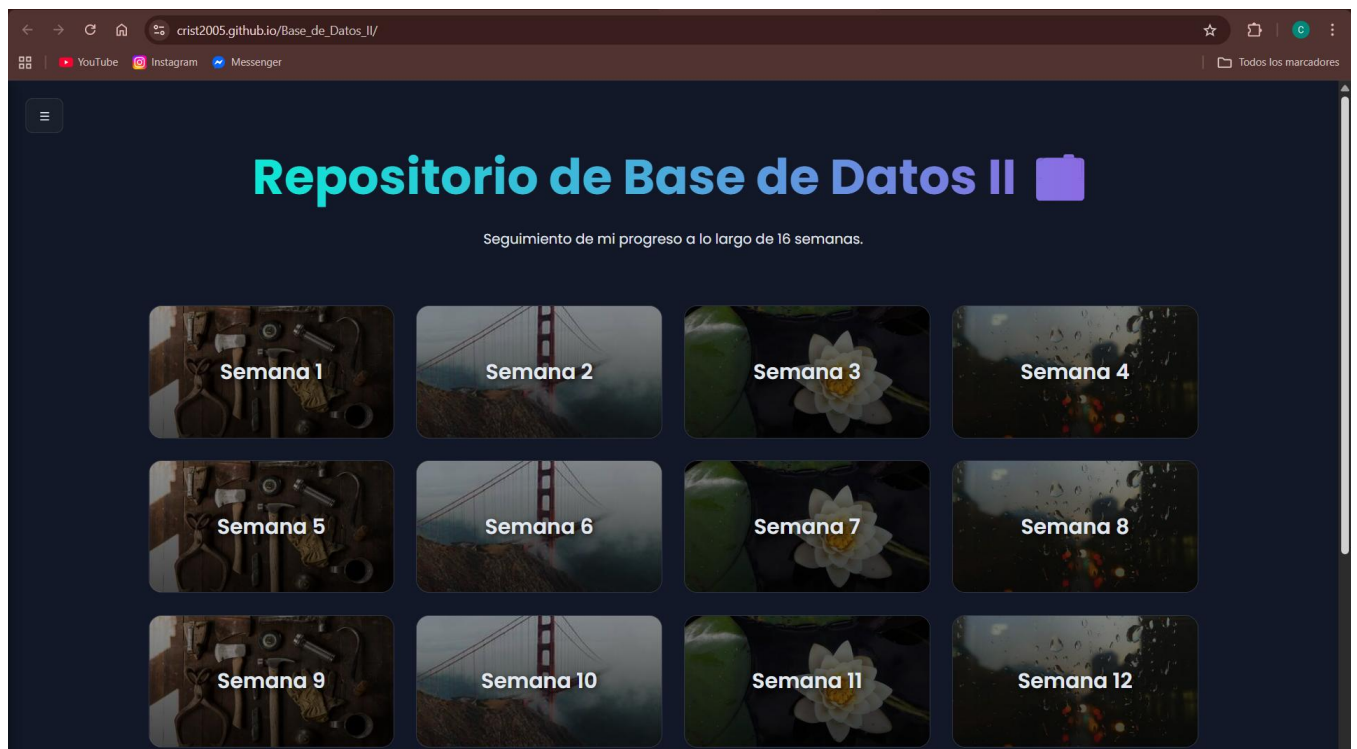 crist2005.github.io/Base_de_Datos_II/
C
YouTube Instagram Messenger Todos los marcadores
Repositorio de Base de Datos II
Seguimiento de mi progreso a lo largo de 16 semanas.
Semana 1 Semana 2 Semana 3 Semana 4
Semana 5 Semana 6 Semana 7 Semana 8
Semana 9 Semana 10 Semana 11 Semana 12